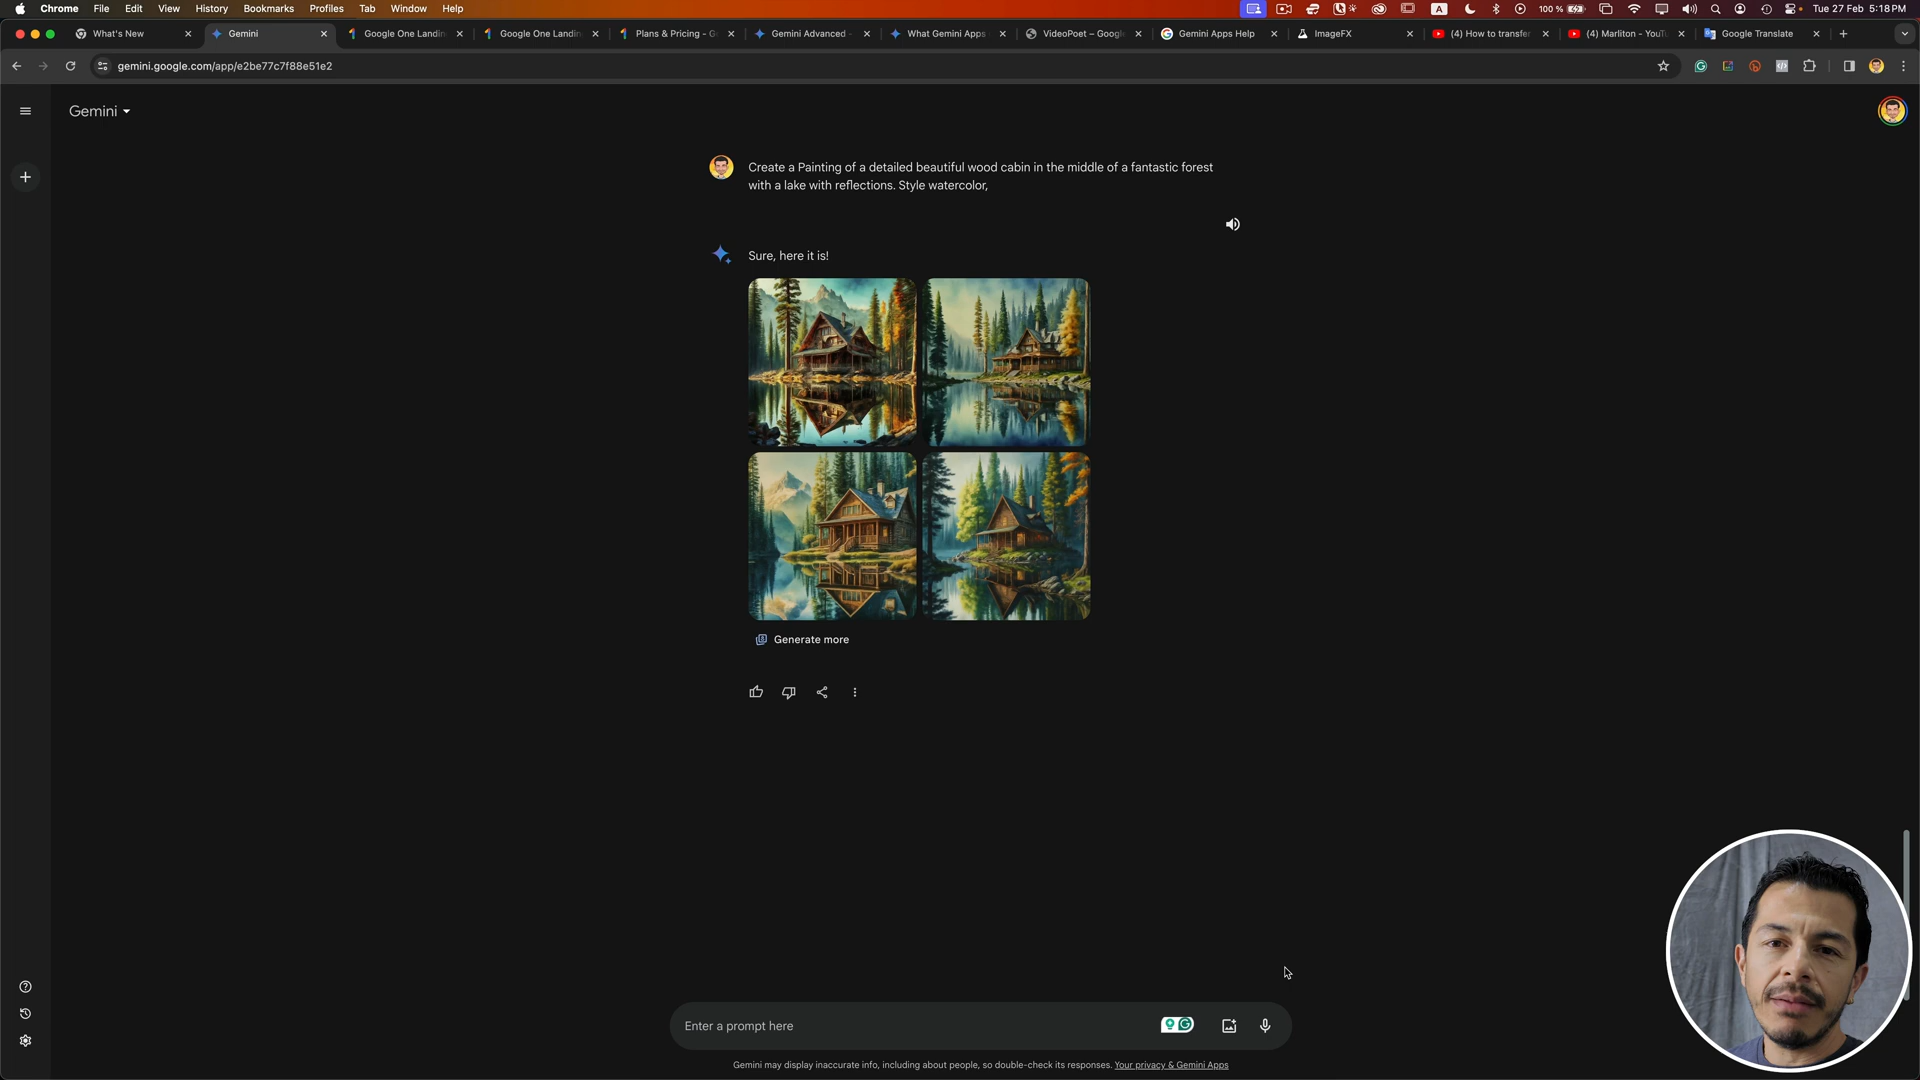 Chrome File Edit View History Bookmarks Profiles Tab Window Help
A 100 % Tue 27 Feb 5:18 PM
What's New
Gemini
Google One Landin
Google One Landin
Plans & Pricing - G
Gemini Advanced -
What Gemini Apps
VideoPoet – Google
Gemini Apps Help
ImageFX
(4) How to transfer
(4) Marliton - YouTu
Google Translate
gemini.google.com/app/e2be77c7f88e51e2
Gemini
Create a Painting of a detailed beautiful wood cabin in the middle of a fantastic forest
with a lake with reflections. Style watercolor,
Sure, here it is!
Generate more
Enter a prompt here
Gemini may display inaccurate info, including about people, so double-check its responses. Your privacy & Gemini Apps